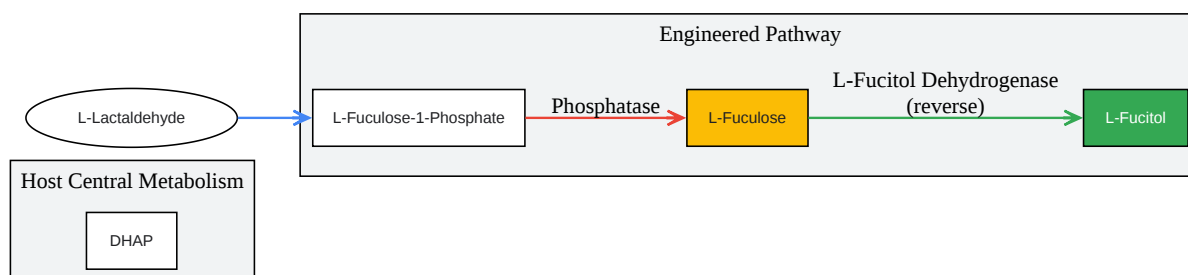 Engineered Pathway
L-Lactaldehyde
L-Fuculose-1-Phosphate
Phosphatase
L-Fuculose
L-Fucitol Dehydrogenase
(reverse)
L-Fucitol
Host Central Metabolism
DHAP